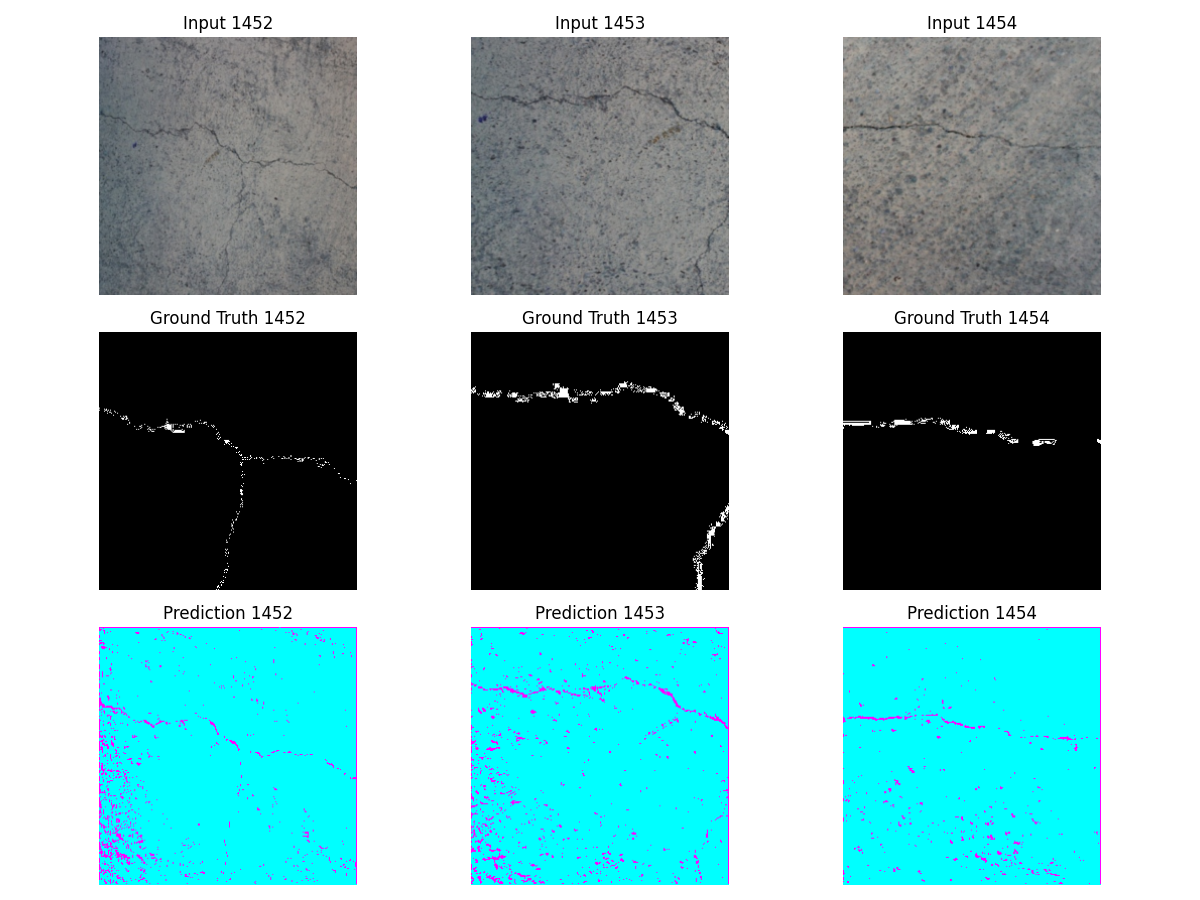 Input 1452
Input 1453
Input 1454
Ground Truth 1452
Ground Truth 1453
Ground Truth 1454
Prediction 1452
Prediction 1453
Prediction 1454